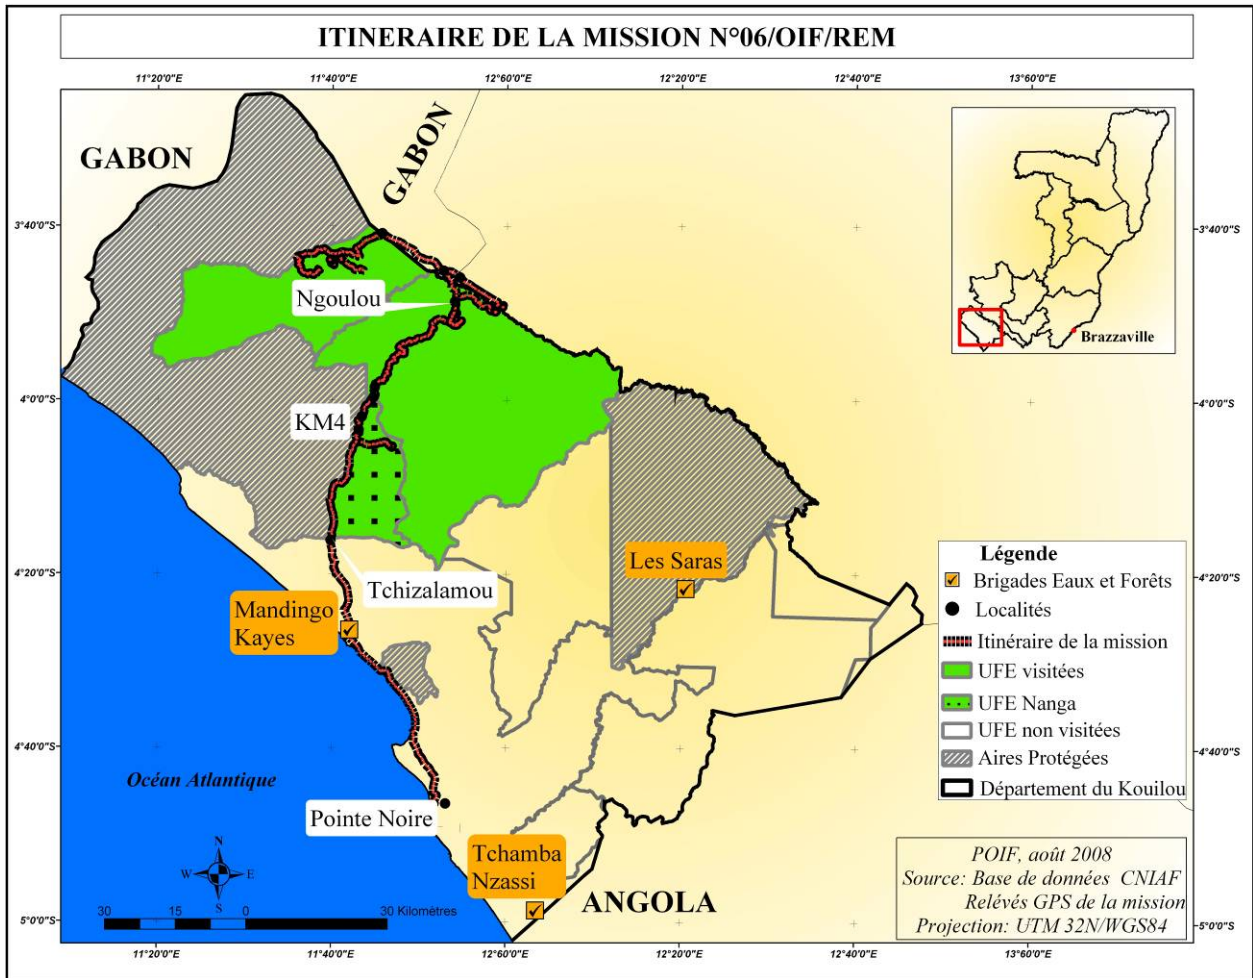 ITINERAIRE DE LA MISSION N°06/OIF/REM
11°20'0"E
11°40'0"E
12°60'0"E
12°20'0"E
12°40'0"E
13°60'0"E
GABON
GABON
3°40'0"S
3°40'0"S
Ngoulou
Brazzaville
4°0'0"S
4°0'0"S
KM4
Les Saras
Tchizalamou
4°20'0"S
4°20'0"S
Mandingo
Kayes
Légende
Brigades Eaux et Forêts
Localités
Itinéraire de la mission
UFE visitées
UFE Nanga
UFE non visitées
Aires Protégées
Département du Kouilou
4°40'0"S
4°40'0"S
Océan Atlantique
Pointe Noire
Tchamba
Nzassi
ANGOLA
N
W
E
S
30
15
0
30 Kilomètres
POIF, août 2008
Source: Base de données CNIAF
Rélévés GPS de la mission
Projection: UTM 32N/WGS84
5°0'0"S
5°0'0"S
11°20'0"E
11°40'0"E
12°60'0"E
12°20'0"E
12°40'0"E
13°60'0"E